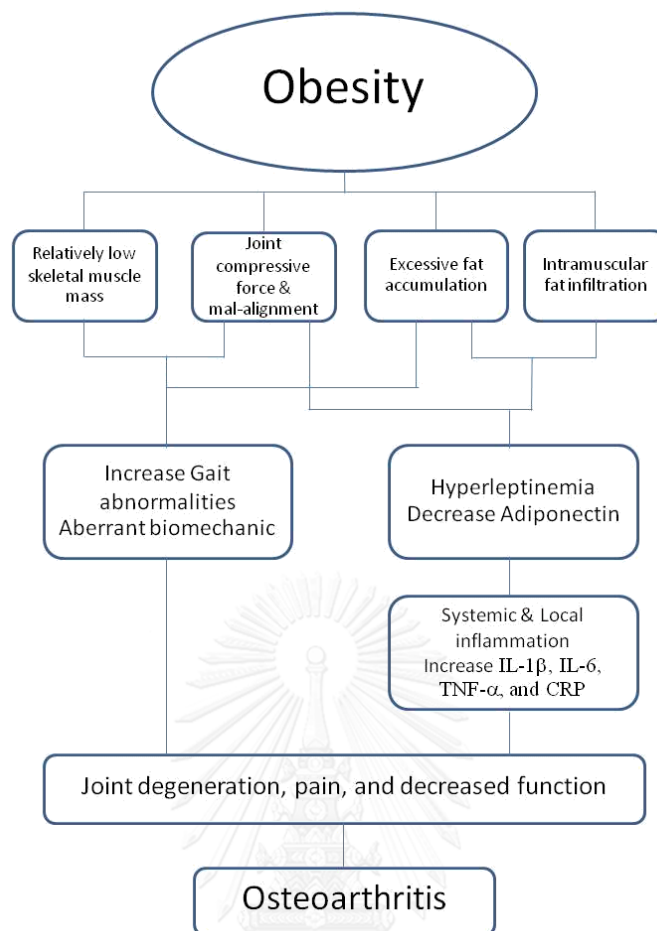 Obesity
Relatively low
skeletal muscle
mass
Joint
compressive
force &
mal-alignment
Excessive fat
accumulation
Intramuscular
fat infiltration
Increase Gait
abnormalities
Aberrant biomechanic
Hyperleptinemia
Decrease Adiponectin
Systemic & Local
inflammation
Increase IL-1β, IL-6,
TNF-α, and CRP
Joint degeneration, pain, and decreased function
Osteoarthritis